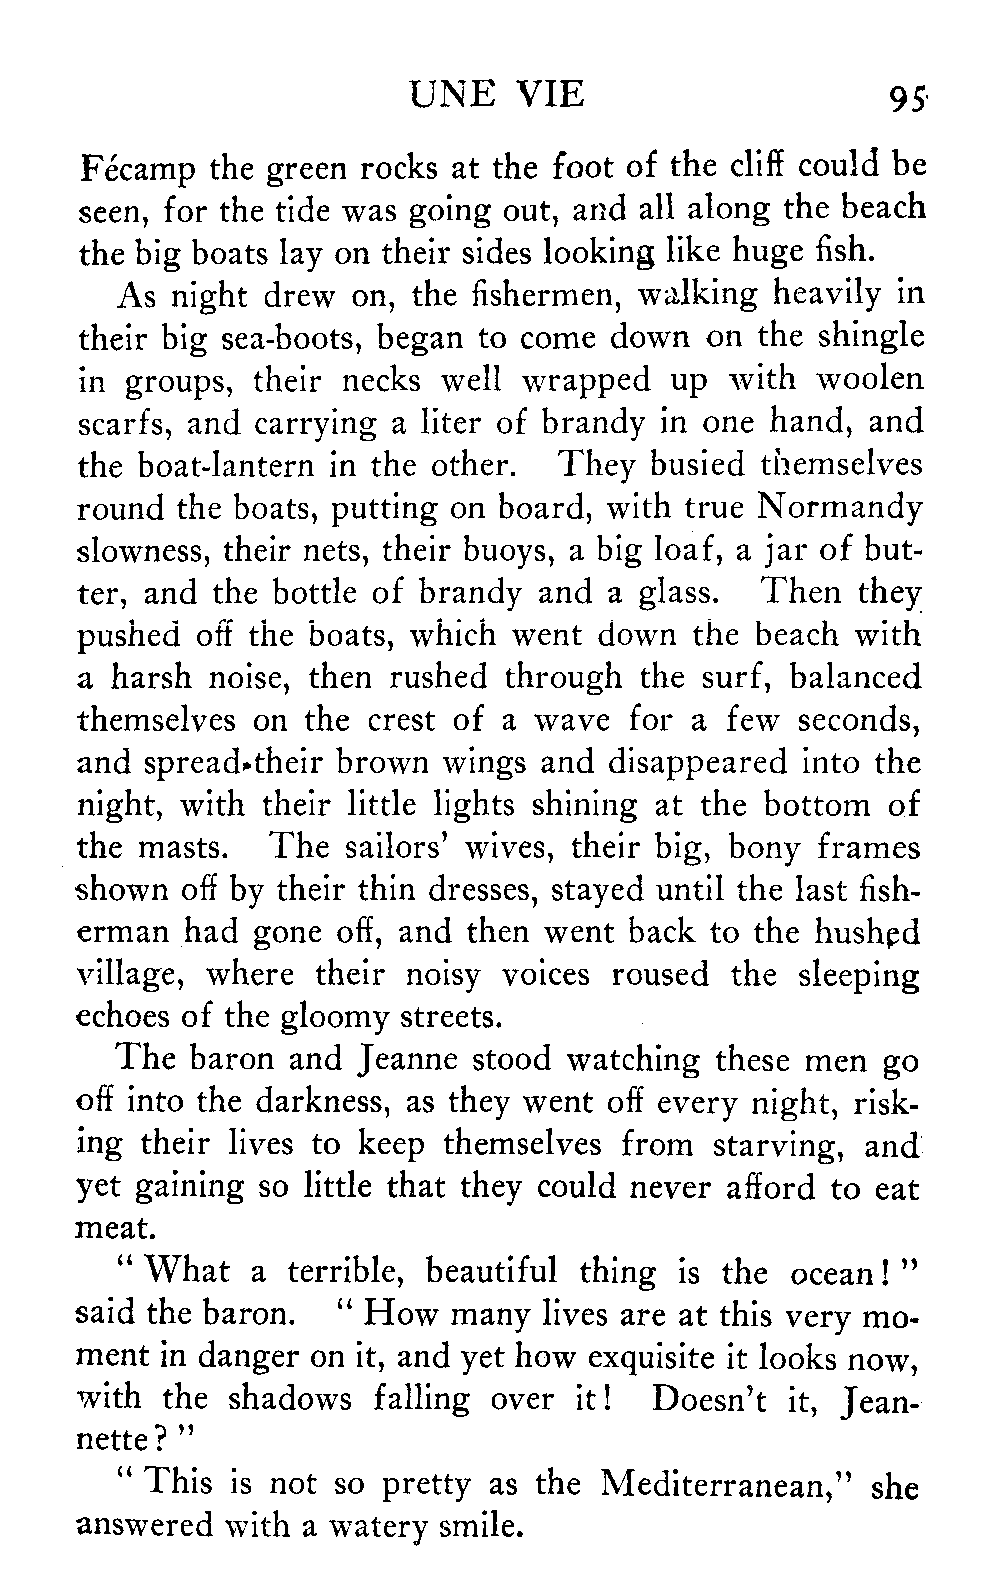 UNE VIE 95
Fécamp the green rocks at the foot of the cliff could be
seen, for the tide was going out, and all along the beach
the big boats lay on their sides looking like huge fish.
As night drew on, the fishermen, walking heavily in
their big sea-boots, began to come down on the shingle
in groups, their necks well wrapped up with woolen
scarfs, and carrying a liter of brandy in one hand, and
the boat-lantern in the other. They busied themselves
round the boats, putting on board, with true Normandy
slowness, their nets, their buoys, a big loaf, a jar of but-
ter, and the bottle of brandy and a glass. Then they
pushed off the boats, which went down the beach with
a harsh noise, then rushed through the surf, balanced
themselves on the crest of a wave for a few seconds,
and spread their brown wings and disappeared into the
night, with their little lights shining at the bottom of
the masts. The sailors' wives, their big, bony frames
shown off by their thin dresses, stayed until the last fish-
erman had gone off, and then went back to the hushed
village, where their noisy voices roused the sleeping
echoes of the gloomy streets.
The baron and Jeanne stood watching these men go
off into the darkness, as they went off every night, risk-
ing their lives to keep themselves from starving, and
yet gaining so little that they could never afford to eat
meat.
"What a terrible, beautiful thing is the ocean!"
said the baron. "How many lives are at this very mo-
ment in danger on it, and yet how exquisite it looks now,
with the shadows falling over it! Doesn't it, Jean-
nette?"
"This is not so pretty as the Mediterranean," she
answered with a watery smile.